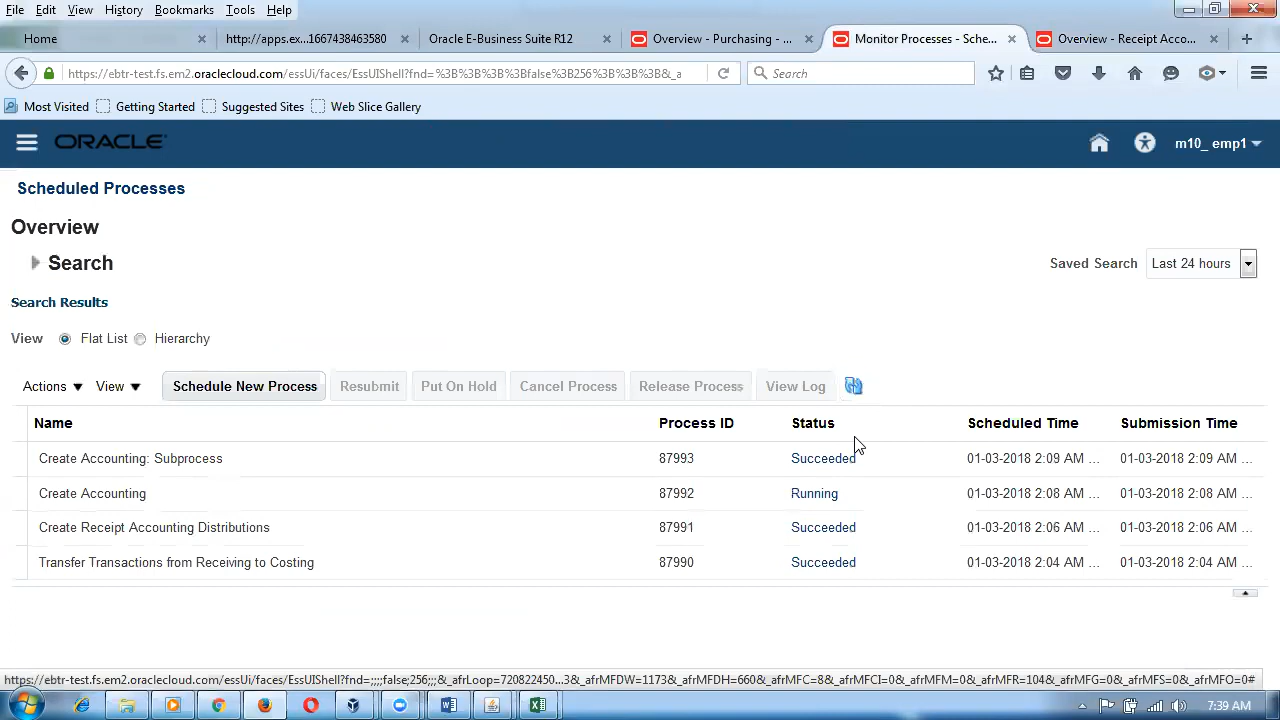 File Edit View History Bookmarks Tools Help
Home http://apps.ex...1667438463580 Oracle E-Business Suite R12 Overview - Purchasing - ... Monitor Processes - Sche... Overview - Receipt Acco...
https://ebtr-test.fs.em2.oraclecloud.com/essUi/faces/EssUIShell?fnd=%3B%3B%3B%3Bfalse%3B256%3B%3B%3B&_a Search
Most Visited Getting Started Suggested Sites Web Slice Gallery
ORACLE m10_ emp1
Scheduled Processes
Overview
Search Saved Search Last 24 hours
Search Results
View Flat List Hierarchy
Actions View Schedule New Process Resubmit Put On Hold Cancel Process Release Process View Log
Name Process ID Status Scheduled Time Submission Time
Create Accounting: Subprocess 87993 Succeeded 01-03-2018 2:09 AM ... 01-03-2018 2:09 AM ...
Create Accounting 87992 Running 01-03-2018 2:08 AM ... 01-03-2018 2:08 AM ...
Create Receipt Accounting Distributions 87991 Succeeded 01-03-2018 2:06 AM ... 01-03-2018 2:06 AM ...
Transfer Transactions from Receiving to Costing 87990 Succeeded 01-03-2018 2:04 AM ... 01-03-2018 2:04 AM ...
https://ebtr-test.fs.em2.oraclecloud.com/essUi/faces/EssUIShell?fnd=;;;;false;256;;;&_afrLoop=720822450...3&_afrMFDW=1173&_afrMFDH=660&_afrMFC=8&_afrMFCI=0&_afrMFM=0&_afrMFR=104&_afrMFG=0&_afrMFS=0&_afrMFO=0#
7:39 AM